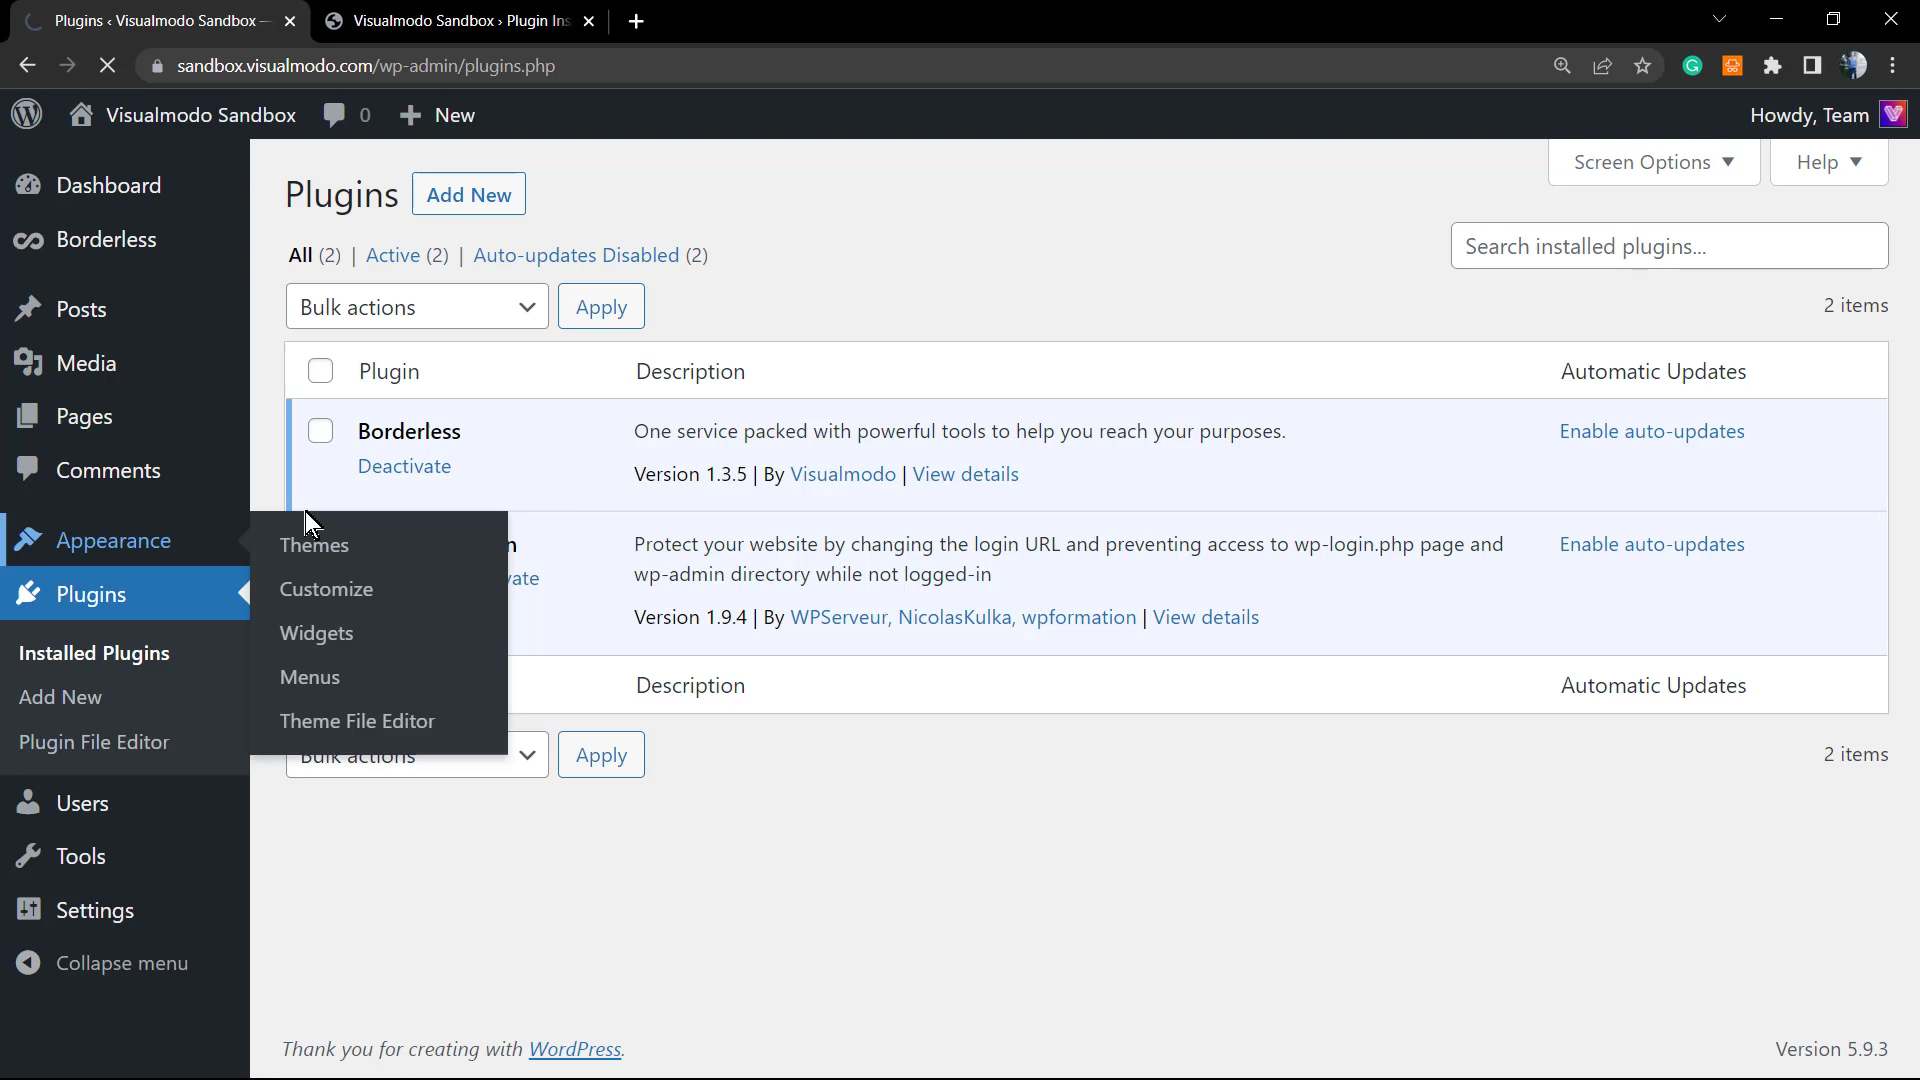 Plugins ‹ Visualmodo Sandbox —
Visualmodo Sandbox › Plugin Ins
sandbox.visualmodo.com/wp-admin/plugins.php
Visualmodo Sandbox 0 New
Howdy, Team
Screen Options Help
Dashboard
Borderless
Posts
Media
Pages
Comments
Appearance
Plugins
Installed Plugins
Add New
Plugin File Editor
Users
Tools
Settings
Collapse menu
Themes
Customize
Widgets
Menus
Theme File Editor
Plugins Add New
All (2) | Active (2) | Auto-updates Disabled (2)
Search installed plugins...
Bulk actions Apply
2 items
Plugin Description Automatic Updates
Borderless
Deactivate
One service packed with powerful tools to help you reach your purposes.
Version 1.3.5 | By Visualmodo | View details
Enable auto-updates
n
vate
Protect your website by changing the login URL and preventing access to wp-login.php page and
wp-admin directory while not logged-in
Version 1.9.4 | By WPServeur, NicolasKulka, wpformation | View details
Enable auto-updates
Description Automatic Updates
Bulk actions Apply
2 items
Thank you for creating with WordPress.
Version 5.9.3